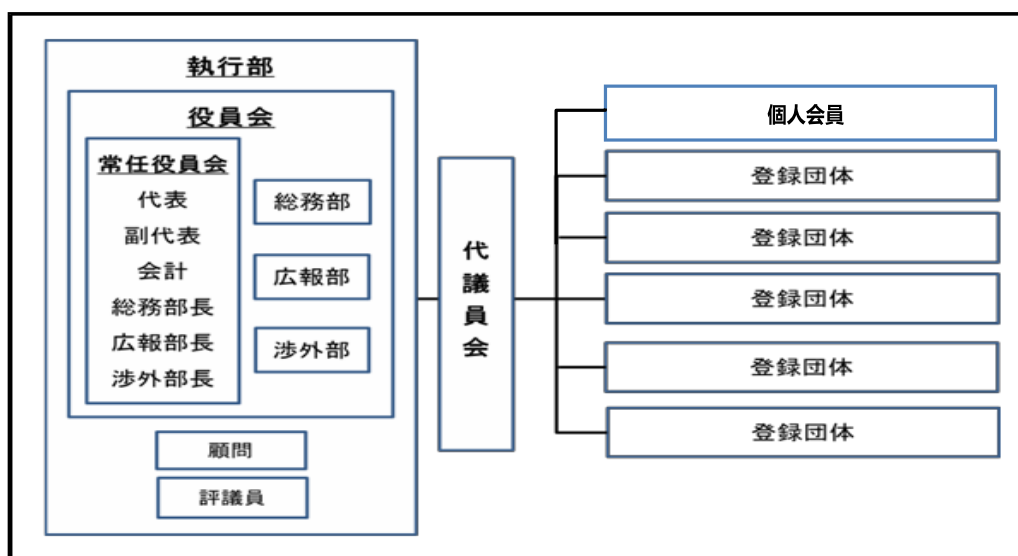 執行部
役員会
常任役員会
代表
副代表
会計
総務部長
広報部長
渉外部長
総務部
広報部
渉外部
顧問
評議員
代議員会
個人会員
登録団体
登録団体
登録団体
登録団体
登録団体